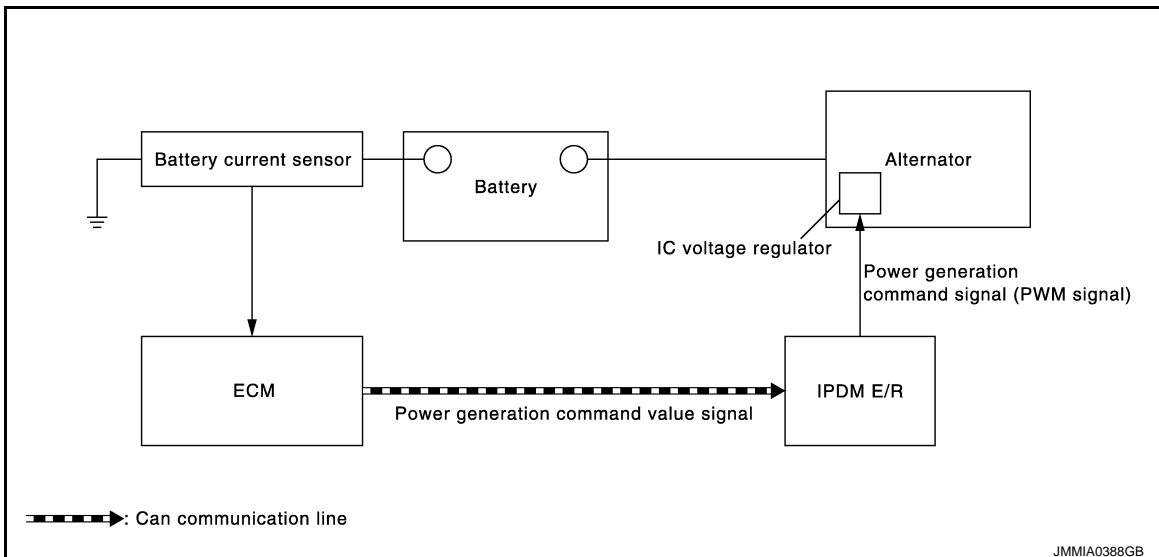 Battery current sensor
Battery
Alternator
IC voltage regulator
Power generation
command signal (PWM signal)
ECM
Power generation command value signal
IPDM E/R
: Can communication line
JMMIA0388GB